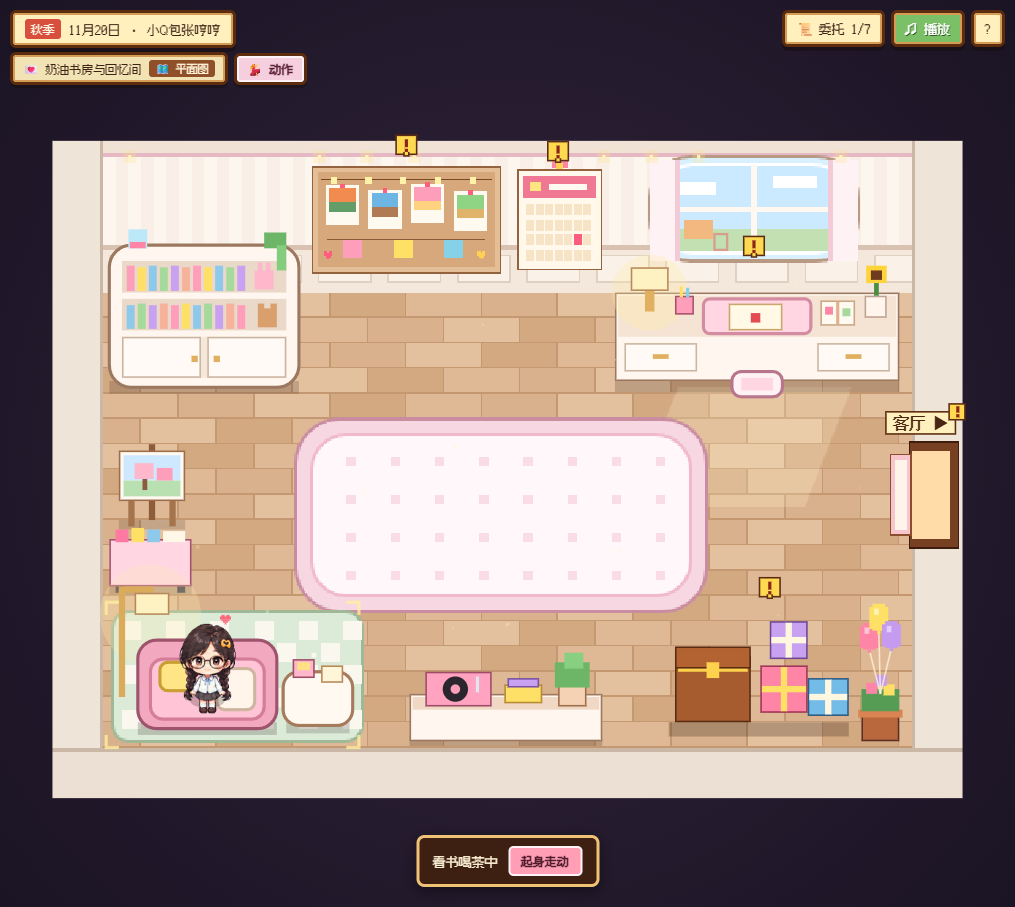 秋季 11月20日 · 小Q包张哼哼
委托 1/7
播放
?
奶油书房与回忆间 平面图
动作
!
!
!
客厅 ▶
!
!
看书喝茶中 起身走动